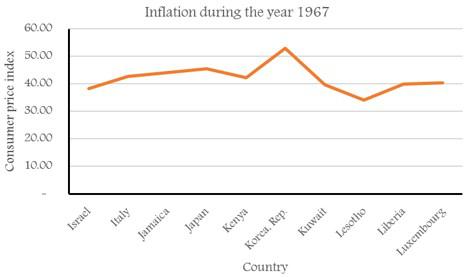 Inflation during the year 1967
Consumer price index
60.00
50.00
40.00
30.00
20.00
10.00
-
Israel
Italy
Jamaica
Japan
Kenya
Korea, Rep.
Kuwait
Lesotho
Liberia
Luxembourg
Country